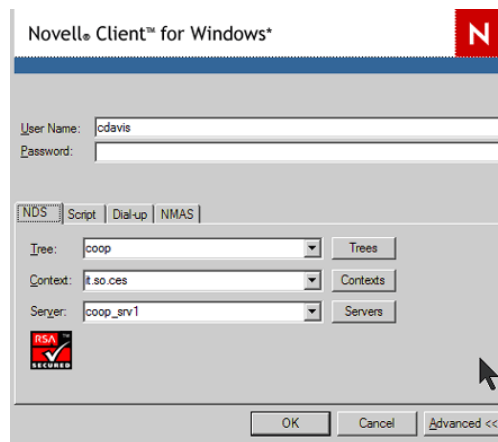 Novell® Client™ for Windows*
N
User Name: cdavis
Password:
NDS Script Dial-up NMAS
Tree: coop Trees
Context: it.so.ces Contexts
Server: coop_srv1 Servers
RSA™
SECURED
OK Cancel Advanced <<